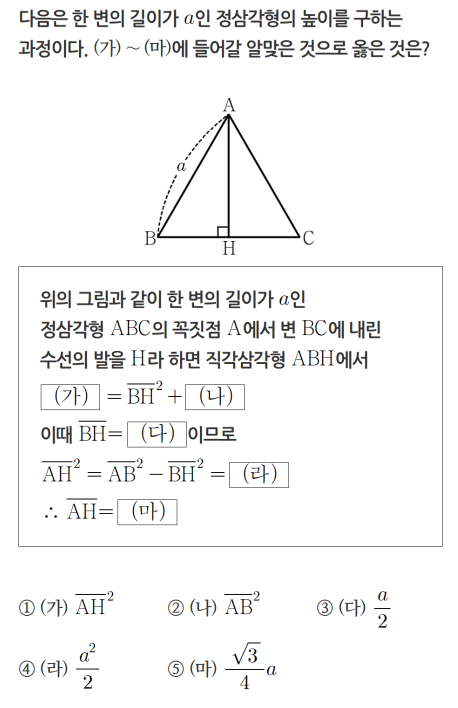 다음은 한 변의 길이가 a인 정삼각형의 높이를 구하는
과정이다. (가) ~ (마)에 들어갈 알맞은 것으로 옳은 것은?
A
a
B
H
C
위의 그림과 같이 한 변의 길이가 a인
정삼각형 ABC의 꼭짓점 A에서 변 BC에 내린
수선의 발을 H라 하면 직각삼각형 ABH에서
(가) = \overline{BH}^2 + (나)
이때 \overline{BH} = (다) 이므로
\overline{AH}^2 = \overline{AB}^2 − \overline{BH}^2 = (라)
∴ \overline{AH} = (마)
① (가) \overline{AH}^2 ② (나) \overline{AB}^2 ③ (다) \frac{a}{2}
④ (라) \frac{a^2}{2} ⑤ (마) \frac{\sqrt{3}}{4}a